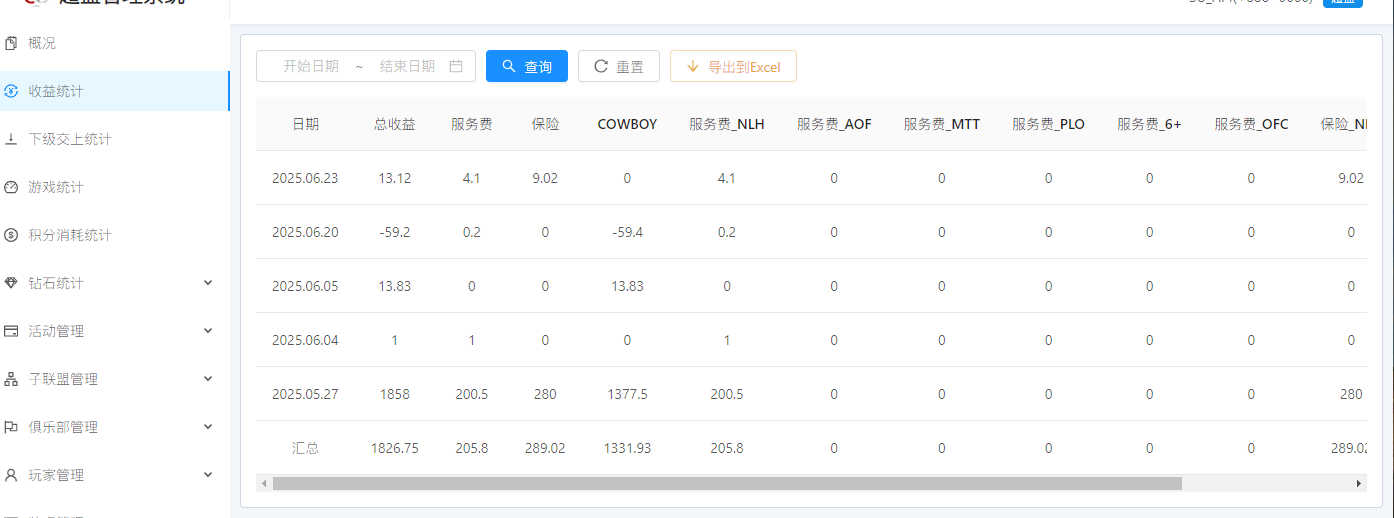 概况
收益统计
下级交上统计
游戏统计
积分消耗统计
钻石统计
活动管理
子联盟管理
俱乐部管理
玩家管理
开始日期 ~ 结束日期 查询 重置 导出到Excel
日期 总收益 服务费 保险 COWBOY 服务费_NLH 服务费_AOF 服务费_MTT 服务费_PLO 服务费_6+ 服务费_OFC 保险_NL
2025.06.23 13.12 4.1 9.02 0 4.1 0 0 0 0 0 9.02
2025.06.20 -59.2 0.2 0 -59.4 0.2 0 0 0 0 0 0
2025.06.05 13.83 0 0 13.83 0 0 0 0 0 0 0
2025.06.04 1 1 0 0 1 0 0 0 0 0 0
2025.05.27 1858 200.5 280 1377.5 200.5 0 0 0 0 0 280
汇总 1826.75 205.8 289.02 1331.93 205.8 0 0 0 0 0 289.02